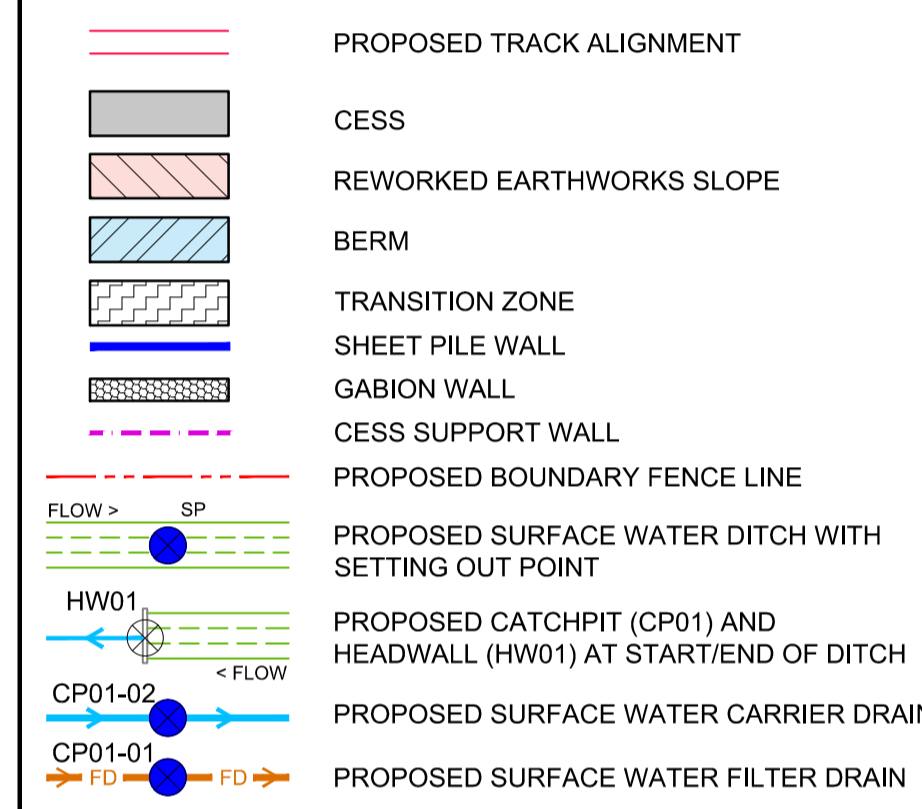 PROPOSED TRACK ALIGNMENT
CESS
REWORKED EARTHWORKS SLOPE
BERM
TRANSITION ZONE
SHEET PILE WALL
GABION WALL
CESS SUPPORT WALL
PROPOSED BOUNDARY FENCE LINE
FLOW > SP
PROPOSED SURFACE WATER DITCH WITH
SETTING OUT POINT
HW01
PROPOSED CATCHPIT (CP01) AND
HEADWALL (HW01) AT START/END OF DITCH
< FLOW
CP01-02
PROPOSED SURFACE WATER CARRIER DRAIN
CP01-01
FD FD
PROPOSED SURFACE WATER FILTER DRAIN